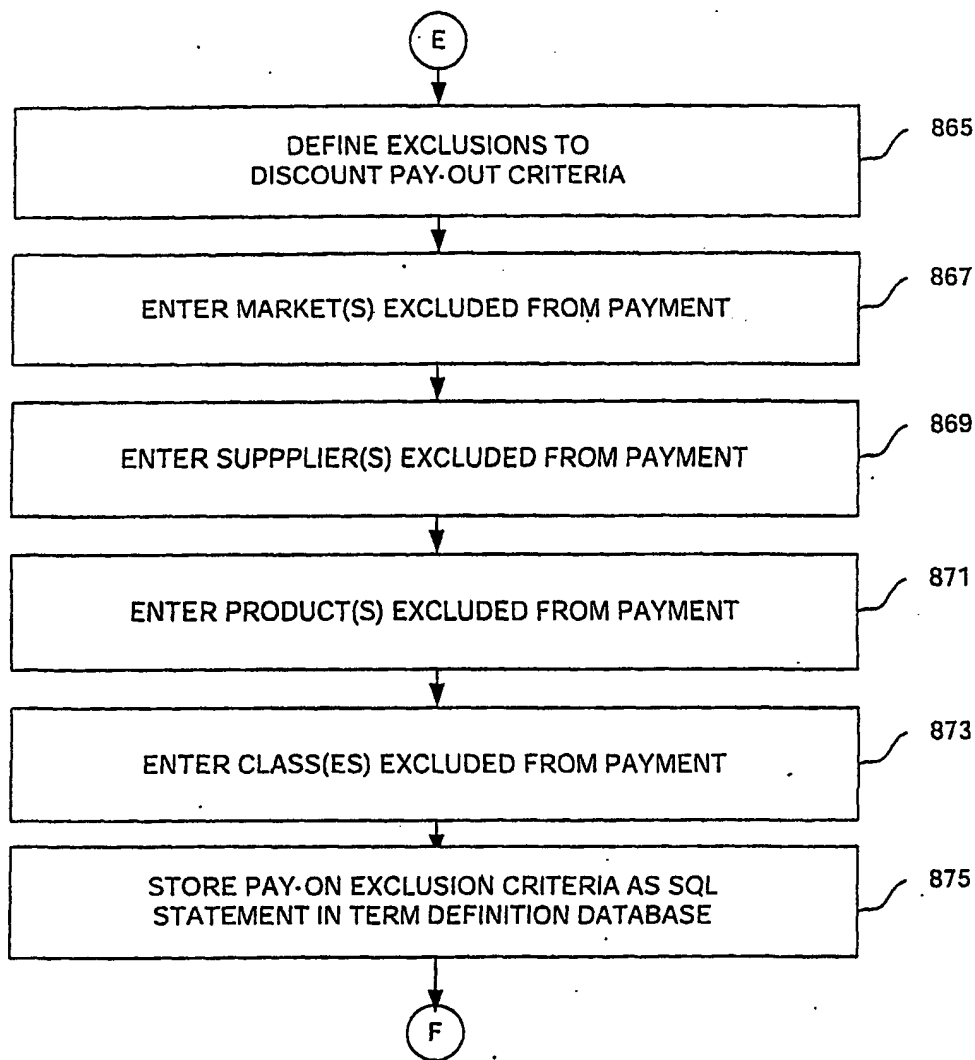 E
DEFINE EXCLUSIONS TO
DISCOUNT PAY-OUT CRITERIA
865
ENTER MARKET(S) EXCLUDED FROM PAYMENT
867
ENTER SUPPPLIER(S) EXCLUDED FROM PAYMENT
869
ENTER PRODUCT(S) EXCLUDED FROM PAYMENT
871
ENTER CLASS(ES) EXCLUDED FROM PAYMENT
873
STORE PAY-ON EXCLUSION CRITERIA AS SQL
STATEMENT IN TERM DEFINITION DATABASE
875
F